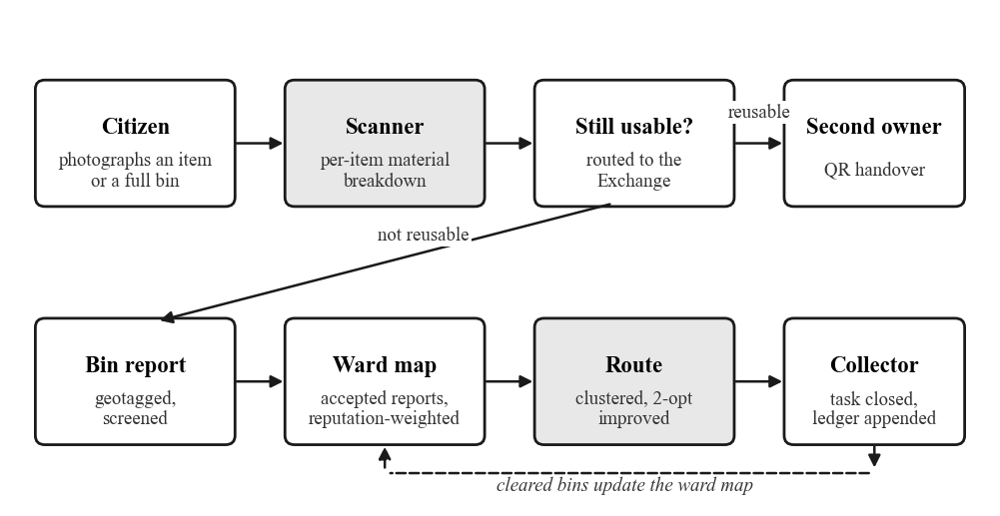 Citizen
photographs an item
or a full bin
Scanner
per-item material
breakdown
Still usable?
routed to the
Exchange
reusable
Second owner
QR handover
not reusable
Bin report
geotagged,
screened
Ward map
accepted reports,
reputation-weighted
Route
clustered, 2-opt
improved
Collector
task closed,
ledger appended
cleared bins update the ward map